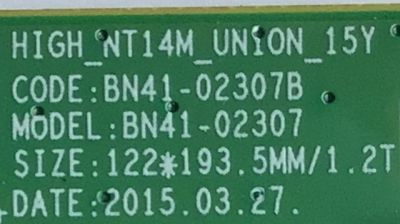 HIGH_NT14M_UNION_15Y
CODE:BN41-02307B
MODEL:BN41-02307
SIZE:122*193.5MM/1.2T
DATE:2015.03.27.